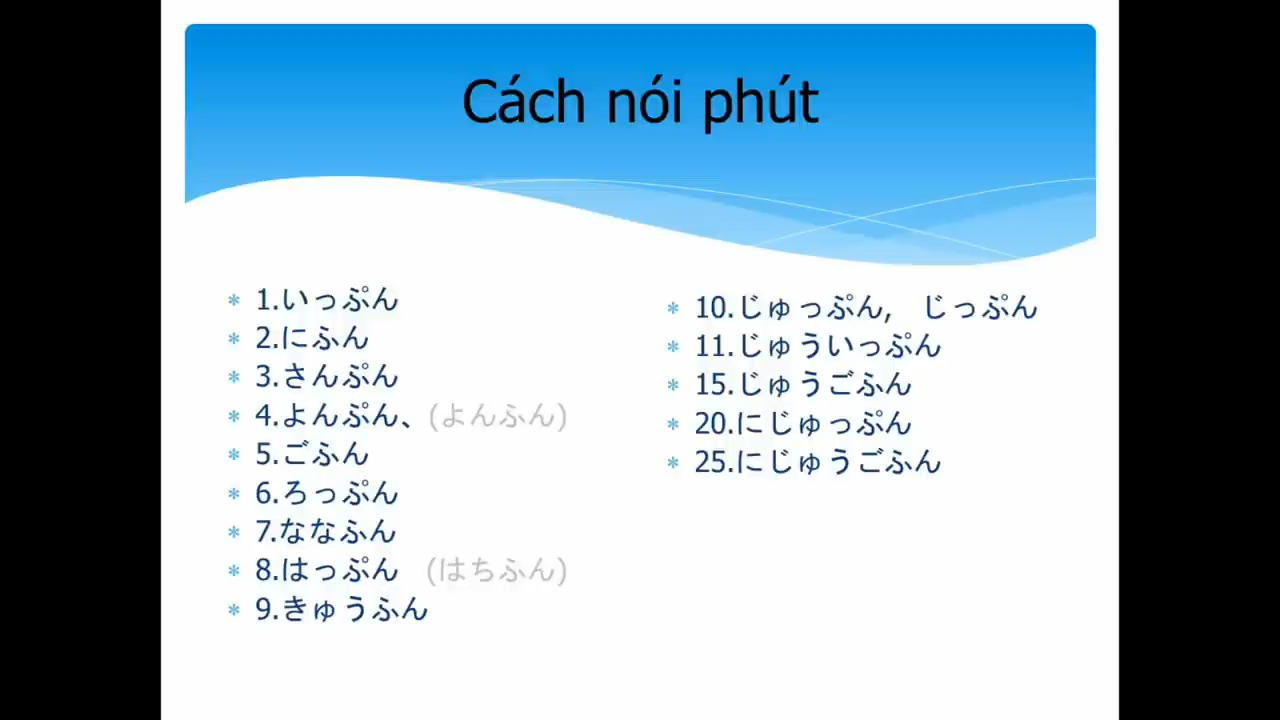 Cách nói phút
1.いっぷん
2.にふん
3.さんぷん
4.よんぷん、(よんふん)
5.ごふん
6.ろっぷん
7.ななふん
8.はっぷん (はちふん)
9.きゅうふん
10.じゅっぷん, じっぷん
11.じゅういっぷん
15.じゅうごふん
20.にじゅっぷん
25.にじゅうごふん